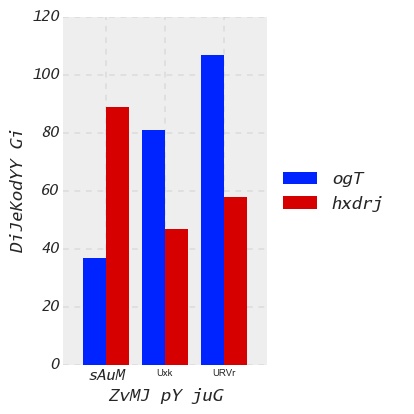 120
100
80
60
40
20
0
DiJeKodYY Gi
sAuM Uxk URVr
ZvMJ pY juG
ogT
hxdrj